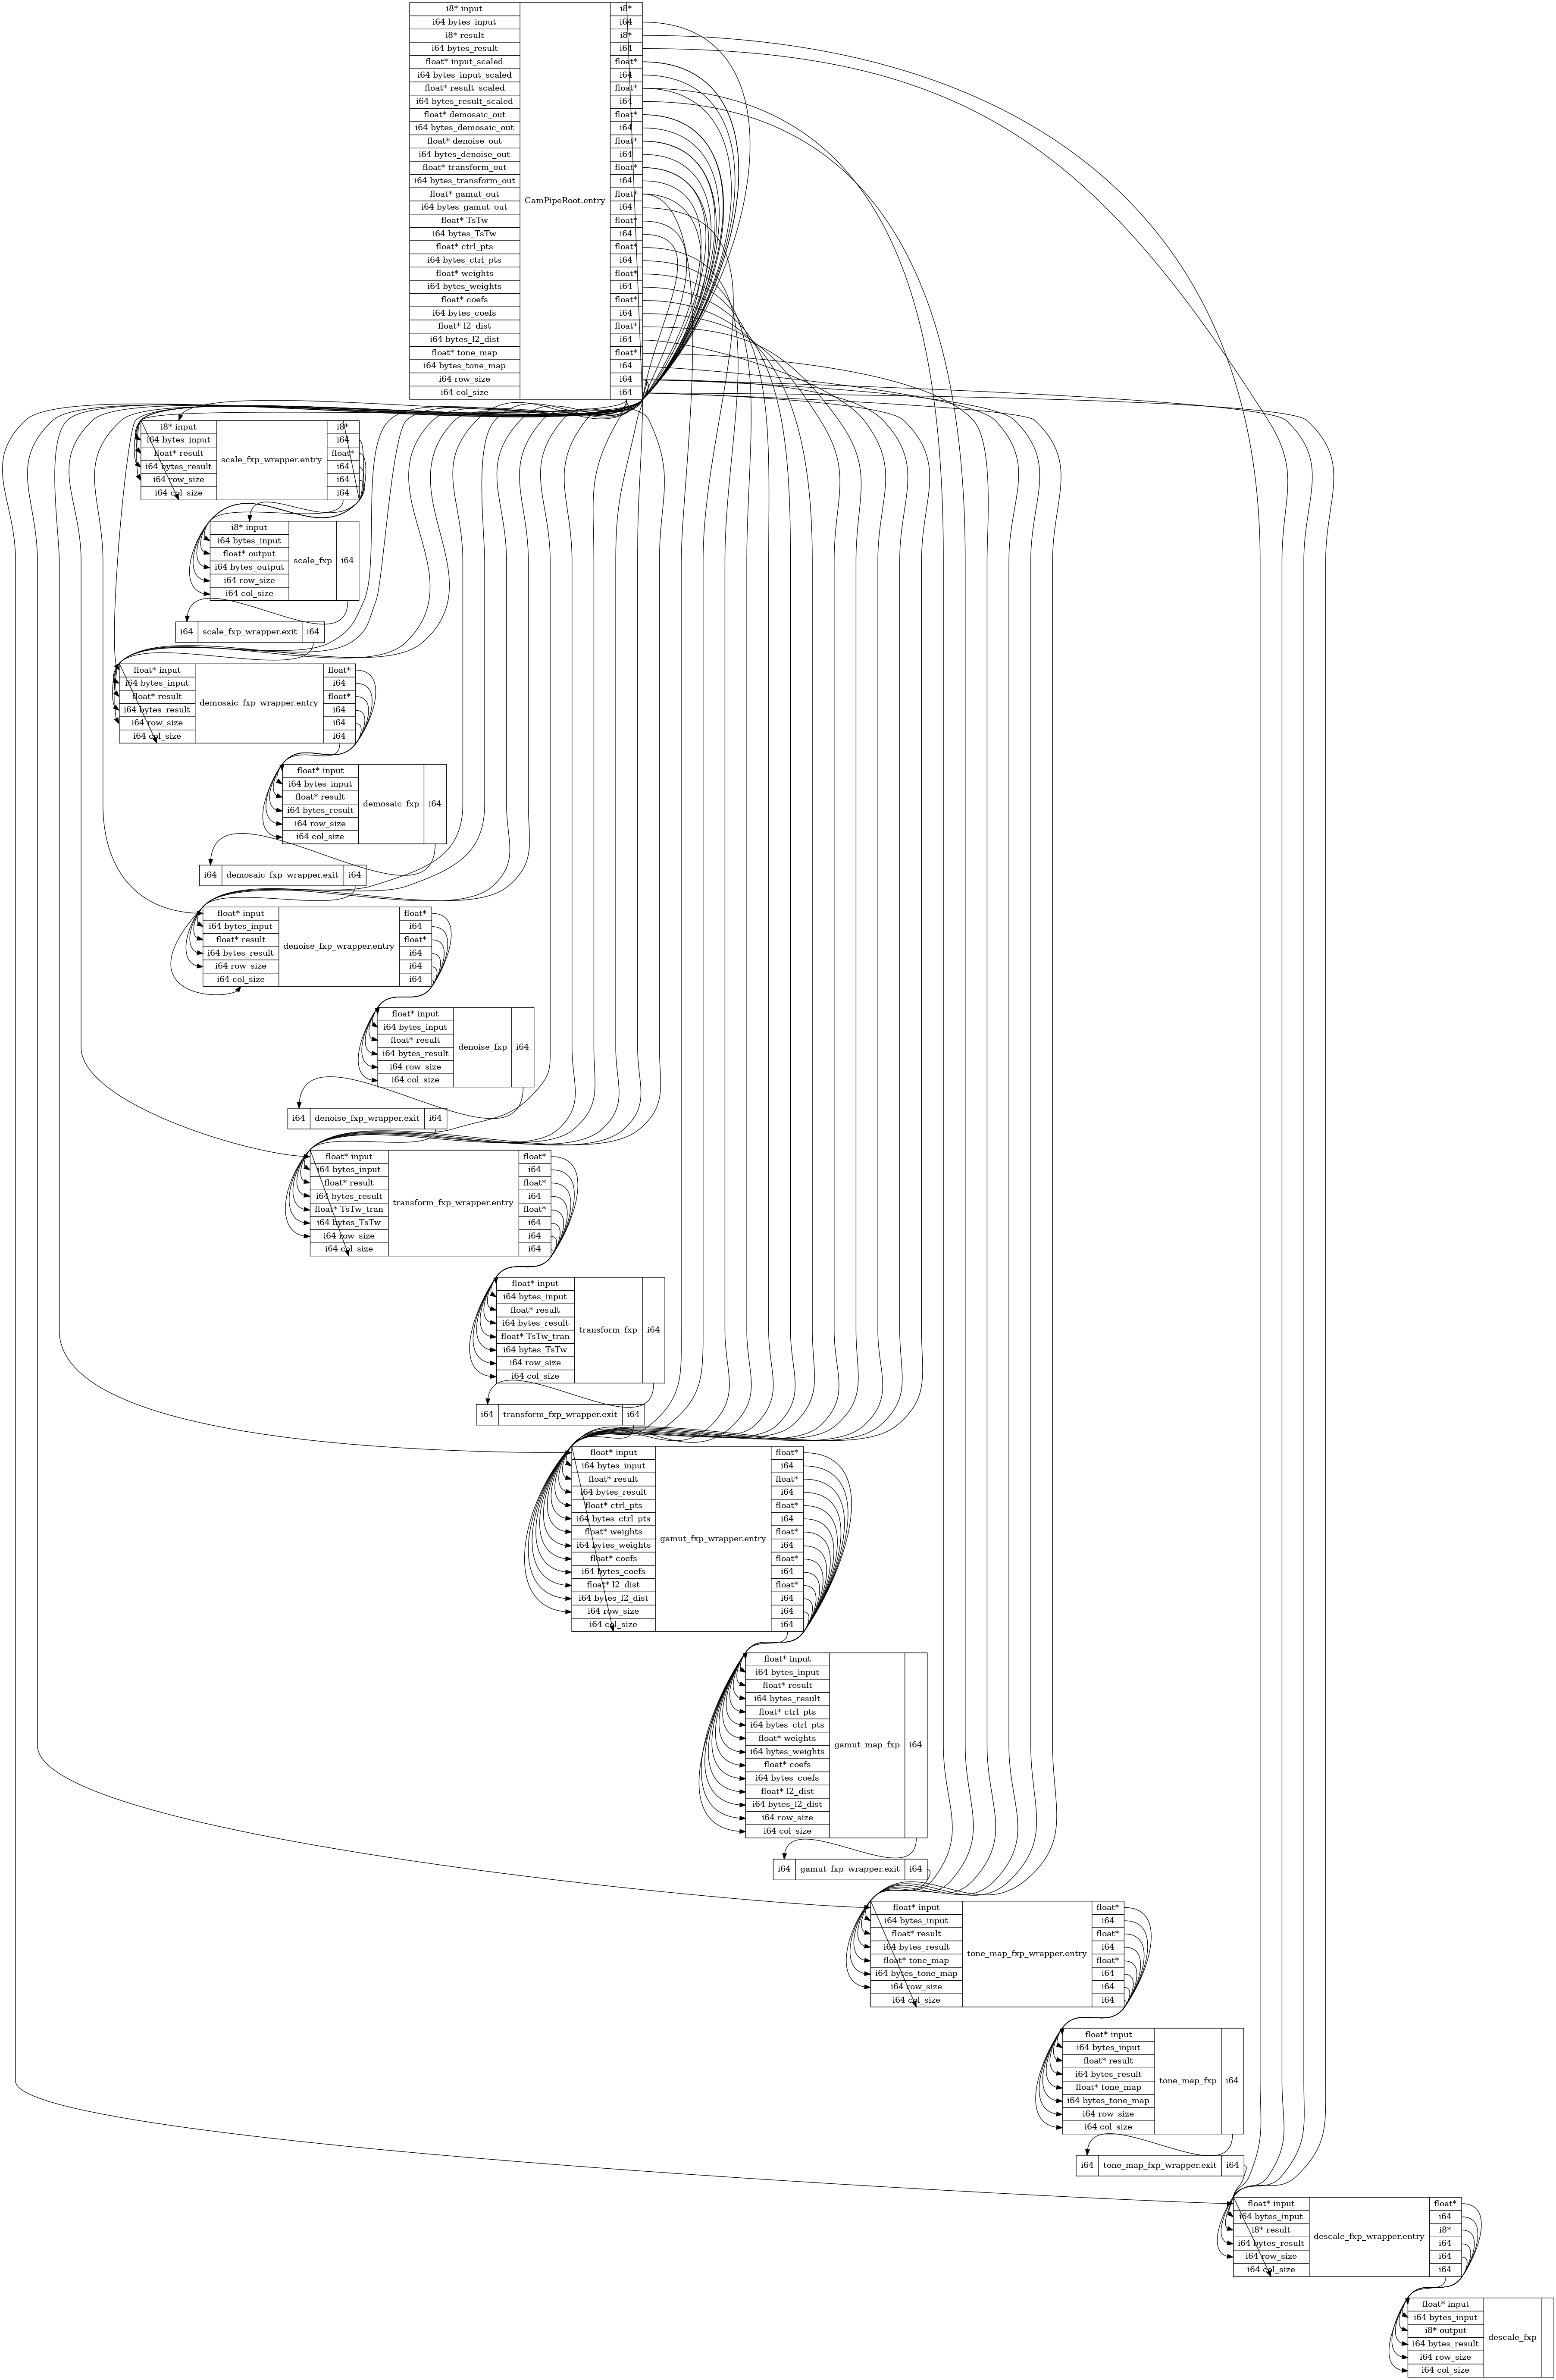 i8* input
i64 bytes_input
i8* result
i64 bytes_result
float* input_scaled
i64 bytes_input_scaled
float* result_scaled
i64 bytes_result_scaled
float* demosaic_out
i64 bytes_demosaic_out
float* denoise_out
i64 bytes_denoise_out
float* transform_out
i64 bytes_transform_out
float* gamut_out
i64 bytes_gamut_out
float* TsTw
i64 bytes_TsTw
float* ctrl_pts
i64 bytes_ctrl_pts
float* weights
i64 bytes_weights
float* coefs
i64 bytes_coefs
float* l2_dist
i64 bytes_l2_dist
float* tone_map
i64 bytes_tone_map
i64 row_size
i64 col_size
CamPipeRoot.entry
i8*
i64
i8*
i64
float*
i64
float*
i64
float*
i64
float*
i64
float*
i64
float*
i64
float*
i64
float*
i64
float*
i64
float*
i64
float*
i64
float*
i64
i64
i64
i8* input
i64 bytes_input
float* result
i64 bytes_result
i64 row_size
i64 col_size
scale_fxp_wrapper.entry
i8*
i64
float*
i64
i64
i64
i8* input
i64 bytes_input
float* output
i64 bytes_output
i64 row_size
i64 col_size
scale_fxp
i64
i64
scale_fxp_wrapper.exit
i64
float* input
i64 bytes_input
float* result
i64 bytes_result
i64 row_size
i64 col_size
demosaic_fxp_wrapper.entry
float*
i64
float*
i64
i64
i64
float* input
i64 bytes_input
float* result
i64 bytes_result
i64 row_size
i64 col_size
demosaic_fxp
i64
i64
demosaic_fxp_wrapper.exit
i64
float* input
i64 bytes_input
float* result
i64 bytes_result
i64 row_size
i64 col_size
denoise_fxp_wrapper.entry
float*
i64
float*
i64
i64
i64
float* input
i64 bytes_input
float* result
i64 bytes_result
i64 row_size
i64 col_size
denoise_fxp
i64
i64
denoise_fxp_wrapper.exit
i64
float* input
i64 bytes_input
float* result
i64 bytes_result
float* TsTw_tran
i64 bytes_TsTw
i64 row_size
i64 col_size
transform_fxp_wrapper.entry
float*
i64
float*
i64
float*
i64
i64
i64
float* input
i64 bytes_input
float* result
i64 bytes_result
float* TsTw_tran
i64 bytes_TsTw
i64 row_size
i64 col_size
transform_fxp
i64
i64
transform_fxp_wrapper.exit
i64
float* input
i64 bytes_input
float* result
i64 bytes_result
float* ctrl_pts
i64 bytes_ctrl_pts
float* weights
i64 bytes_weights
float* coefs
i64 bytes_coefs
float* l2_dist
i64 bytes_l2_dist
i64 row_size
i64 col_size
gamut_fxp_wrapper.entry
float*
i64
float*
i64
float*
i64
float*
i64
float*
i64
float*
i64
i64
i64
float* input
i64 bytes_input
float* result
i64 bytes_result
float* ctrl_pts
i64 bytes_ctrl_pts
float* weights
i64 bytes_weights
float* coefs
i64 bytes_coefs
float* l2_dist
i64 bytes_l2_dist
i64 row_size
i64 col_size
gamut_map_fxp
i64
i64
gamut_fxp_wrapper.exit
i64
float* input
i64 bytes_input
float* result
i64 bytes_result
float* tone_map
i64 bytes_tone_map
i64 row_size
i64 col_size
tone_map_fxp_wrapper.entry
float*
i64
float*
i64
float*
i64
i64
i64
float* input
i64 bytes_input
float* result
i64 bytes_result
float* tone_map
i64 bytes_tone_map
i64 row_size
i64 col_size
tone_map_fxp
i64
i64
tone_map_fxp_wrapper.exit
i64
float* input
i64 bytes_input
i8* result
i64 bytes_result
i64 row_size
i64 col_size
descale_fxp_wrapper.entry
float*
i64
i8*
i64
i64
i64
float* input
i64 bytes_input
i8* output
i64 bytes_result
i64 row_size
i64 col_size
descale_fxp